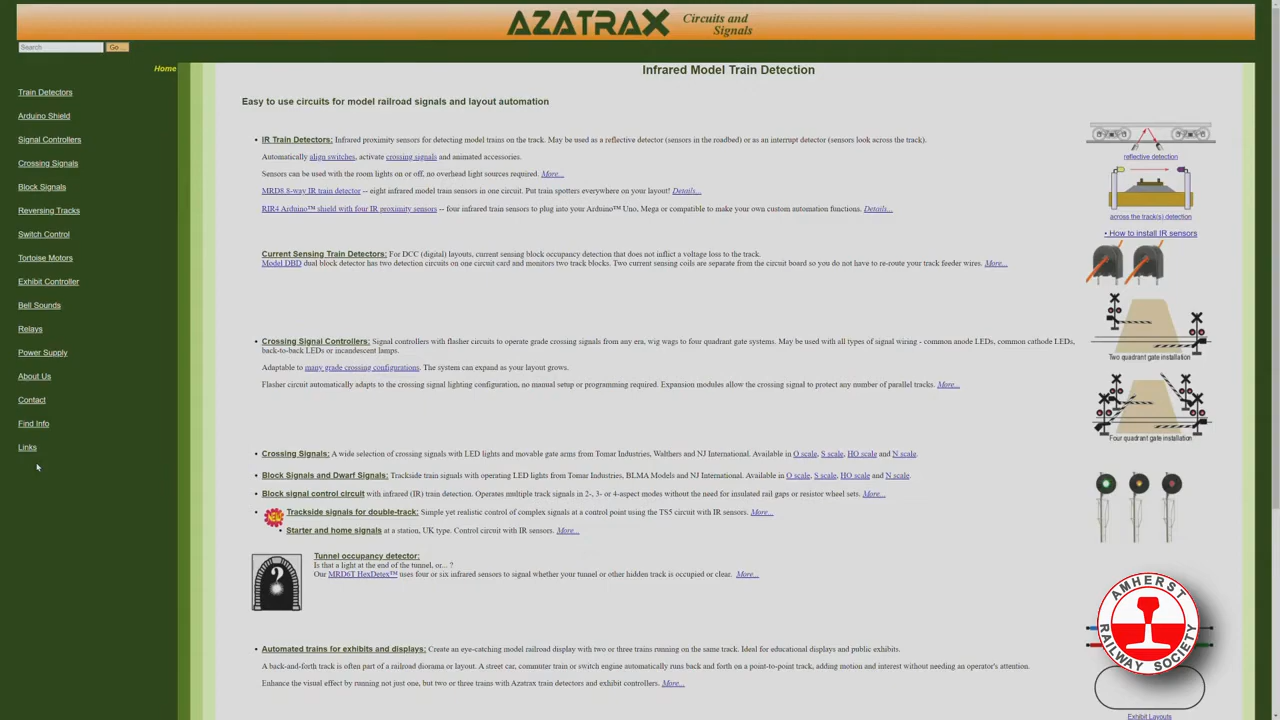 AZATRAX Circuits and Signals
Search Go...
Home
Train Detectors
Arduino Shield
Signal Controllers
Crossing Signals
Block Signals
Reversing Tracks
Switch Control
Tortoise Motors
Exhibit Controller
Bell Sounds
Relays
Power Supply
About Us
Contact
Find Info
Links
Infrared Model Train Detection
Easy to use circuits for model railroad signals and layout automation
• IR Train Detectors: Infrared proximity sensors for detecting model trains on the track. May be used as a reflective detector (sensors in the roadbed) or as an interrupt detector (sensors look across the track).
Automatically align switches, activate crossing signals and animated accessories.
Sensors can be used with the room lights on or off, no overhead light sources required. More...
MRD8 8-way IR train detector -- eight infrared model train sensors in one circuit. Put train spotters everywhere on your layout! Details...
RIR4 Arduino™ shield with four IR proximity sensors -- four infrared train sensors to plug into your Arduino™ Uno, Mega or compatible to make your own custom automation functions. Details...
reflective detection
across the track(s) detection
• How to install IR sensors
Current Sensing Train Detectors: For DCC (digital) layouts, current sensing block occupancy detection that does not inflict a voltage loss to the track.
Model DBD dual block detector has two detection circuits on one circuit card and monitors two track blocks. Two current sensing coils are separate from the circuit board so you do not have to re-route your track feeder wires. More...
• Crossing Signal Controllers: Signal controllers with flasher circuits to operate grade crossing signals from any era, wig wags to four quadrant gate systems. May be used with all types of signal wiring - common anode LEDs, common cathode LEDs,
back-to-back LEDs or incandescent lamps.
Adaptable to many grade crossing configurations. The system can expand as your layout grows.
Flasher circuit automatically adapts to the crossing signal lighting configuration, no manual setup or programming required. Expansion modules allow the crossing signal to protect any number of parallel tracks. More...
Two quadrant gate installation
Four quadrant gate installation
• Crossing Signals: A wide selection of crossing signals with LED lights and movable gate arms from Tomar Industries, Walthers and NJ International. Available in O scale, S scale, HO scale and N scale.
• Block Signals and Dwarf Signals: Trackside train signals with operating LED lights from Tomar Industries, BLMA Models and NJ International. Available in O scale, S scale, HO scale and N scale.
• Block signal control circuit with infrared (IR) train detection. Operates multiple track signals in 2-, 3- or 4-aspect modes without the need for insulated rail gaps or resistor wheel sets. More...
• NEW Trackside signals for double-track: Simple yet realistic control of complex signals at a control point using the TS5 circuit with IR sensors. More...
• Starter and home signals at a station, UK type. Control circuit with IR sensors. More...
?
Tunnel occupancy detector:
Is that a light at the end of the tunnel, or... ?
Our MRD6T HexDetex™ uses four or six infrared sensors to signal whether your tunnel or other hidden track is occupied or clear. More...
• Automated trains for exhibits and displays: Create an eye-catching model railroad display with two or three trains running on the same track. Ideal for educational displays and public exhibits.
A back-and-forth track is often part of a railroad diorama or layout. A street car, commuter train or switch engine automatically runs back and forth on a point-to-point track, adding motion and interest without needing an operator's attention.
Enhance the visual effect by running not just one, but two or three trains with Azatrax train detectors and exhibit controllers. More...
AMHERST RAILWAY SOCIETY
Exhibit Layouts